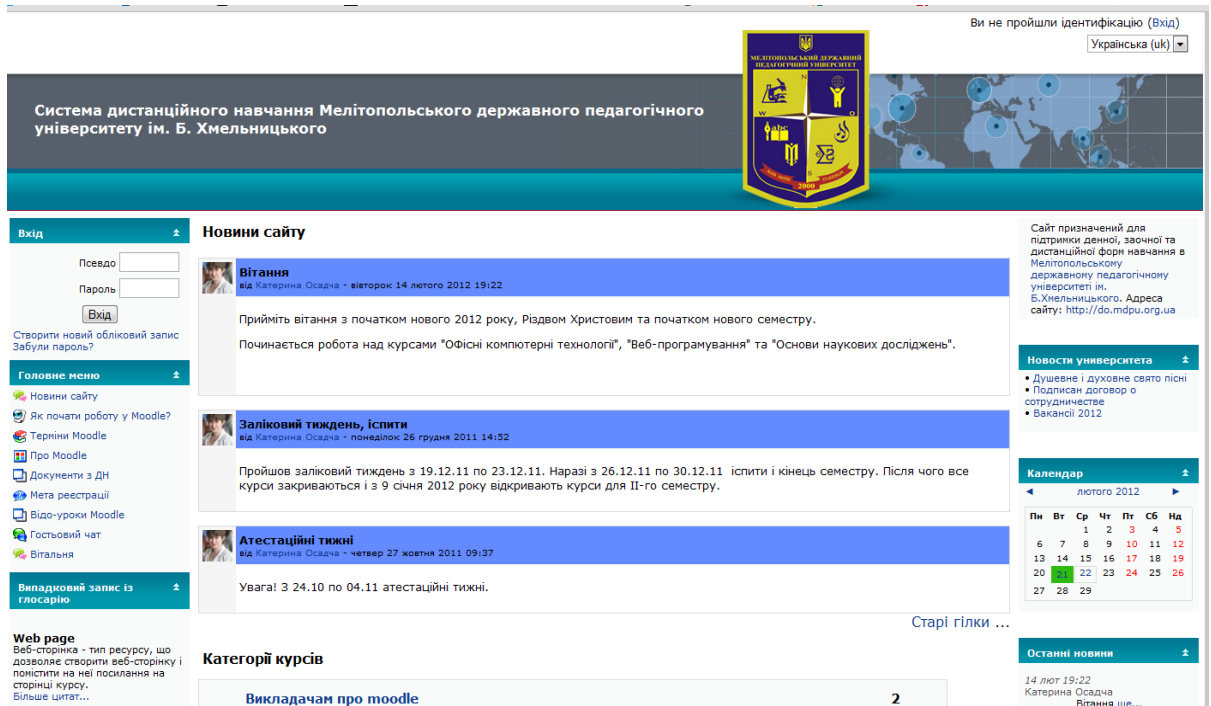 Ви не пройшли ідентифікацію (Вхід)
Українська (uk)
МЕЛІТОПОЛЬСЬКИЙ ДЕРЖАВНИЙ
ПЕДАГОГІЧНИЙ УНІВЕРСИТЕТ
N
W
O
abc
S
2000
Система дистанційного навчання Мелітопольського державного педагогічного
університету ім. Б. Хмельницького
Вхід
Псевдо
Пароль
Вхід
Створити новий обліковий запис
Забули пароль?
Головне меню
Новини сайту
Як почати роботу у Moodle?
Терміни Moodle
Про Moodle
Документи з ДН
Мета реєстрації
Відо-уроки Moodle
Гостьовий чат
Вітальня
Випадковий запис із
глосарію
Web page
Веб-сторінка - тип ресурсу, що
дозволяє створити веб-сторінку і
помістити на неї посилання на
сторінці курсу.
Більше цитат...
Новини сайту
Вітання
від Катерина Осадча - вівторок 14 лютого 2012 19:22
Прийміть вітання з початком нового 2012 року, Різдвом Христовим та початком нового семестру.
Починається робота над курсами "Офісні компютерні технології", "Веб-програмування" та "Основи наукових досліджень".
Заліковий тиждень, іспити
від Катерина Осадча - понеділок 26 грудня 2011 14:52
Пройшов заліковий тиждень з 19.12.11 по 23.12.11. Наразі з 26.12.11 по 30.12.11 іспити і кінець семестру. Після чого все
курси закриваються і з 9 січня 2012 року відкривають курси для ІІ-го семестру.
Атестаційні тижні
від Катерина Осадча - четвер 27 жовтня 2011 09:37
Увага! З 24.10 по 04.11 атестаційні тижні.
Старі гілки ...
Категорії курсів
Викладачам про moodle 2
Сайт призначений для
підтримки денної, заочної та
дистанційної форм навчання в
Мелітопольському
державному педагогічному
університеті ім.
Б.Хмельницького. Адреса
сайту: http://do.mdpu.org.ua
Новости университета
• Душевне і духовне свято пісні
• Подписан договор о
сотрудничестве
• Вакансії 2012
Календар
◄ лютого 2012 ►
Пн Вт Ср Чт Пт Сб Нд
1 2 3 4 5
6 7 8 9 10 11 12
13 14 15 16 17 18 19
20 21 22 23 24 25 26
27 28 29
Останні новини
14 лют 19:22
Катерина Осадча
Вітання ще...